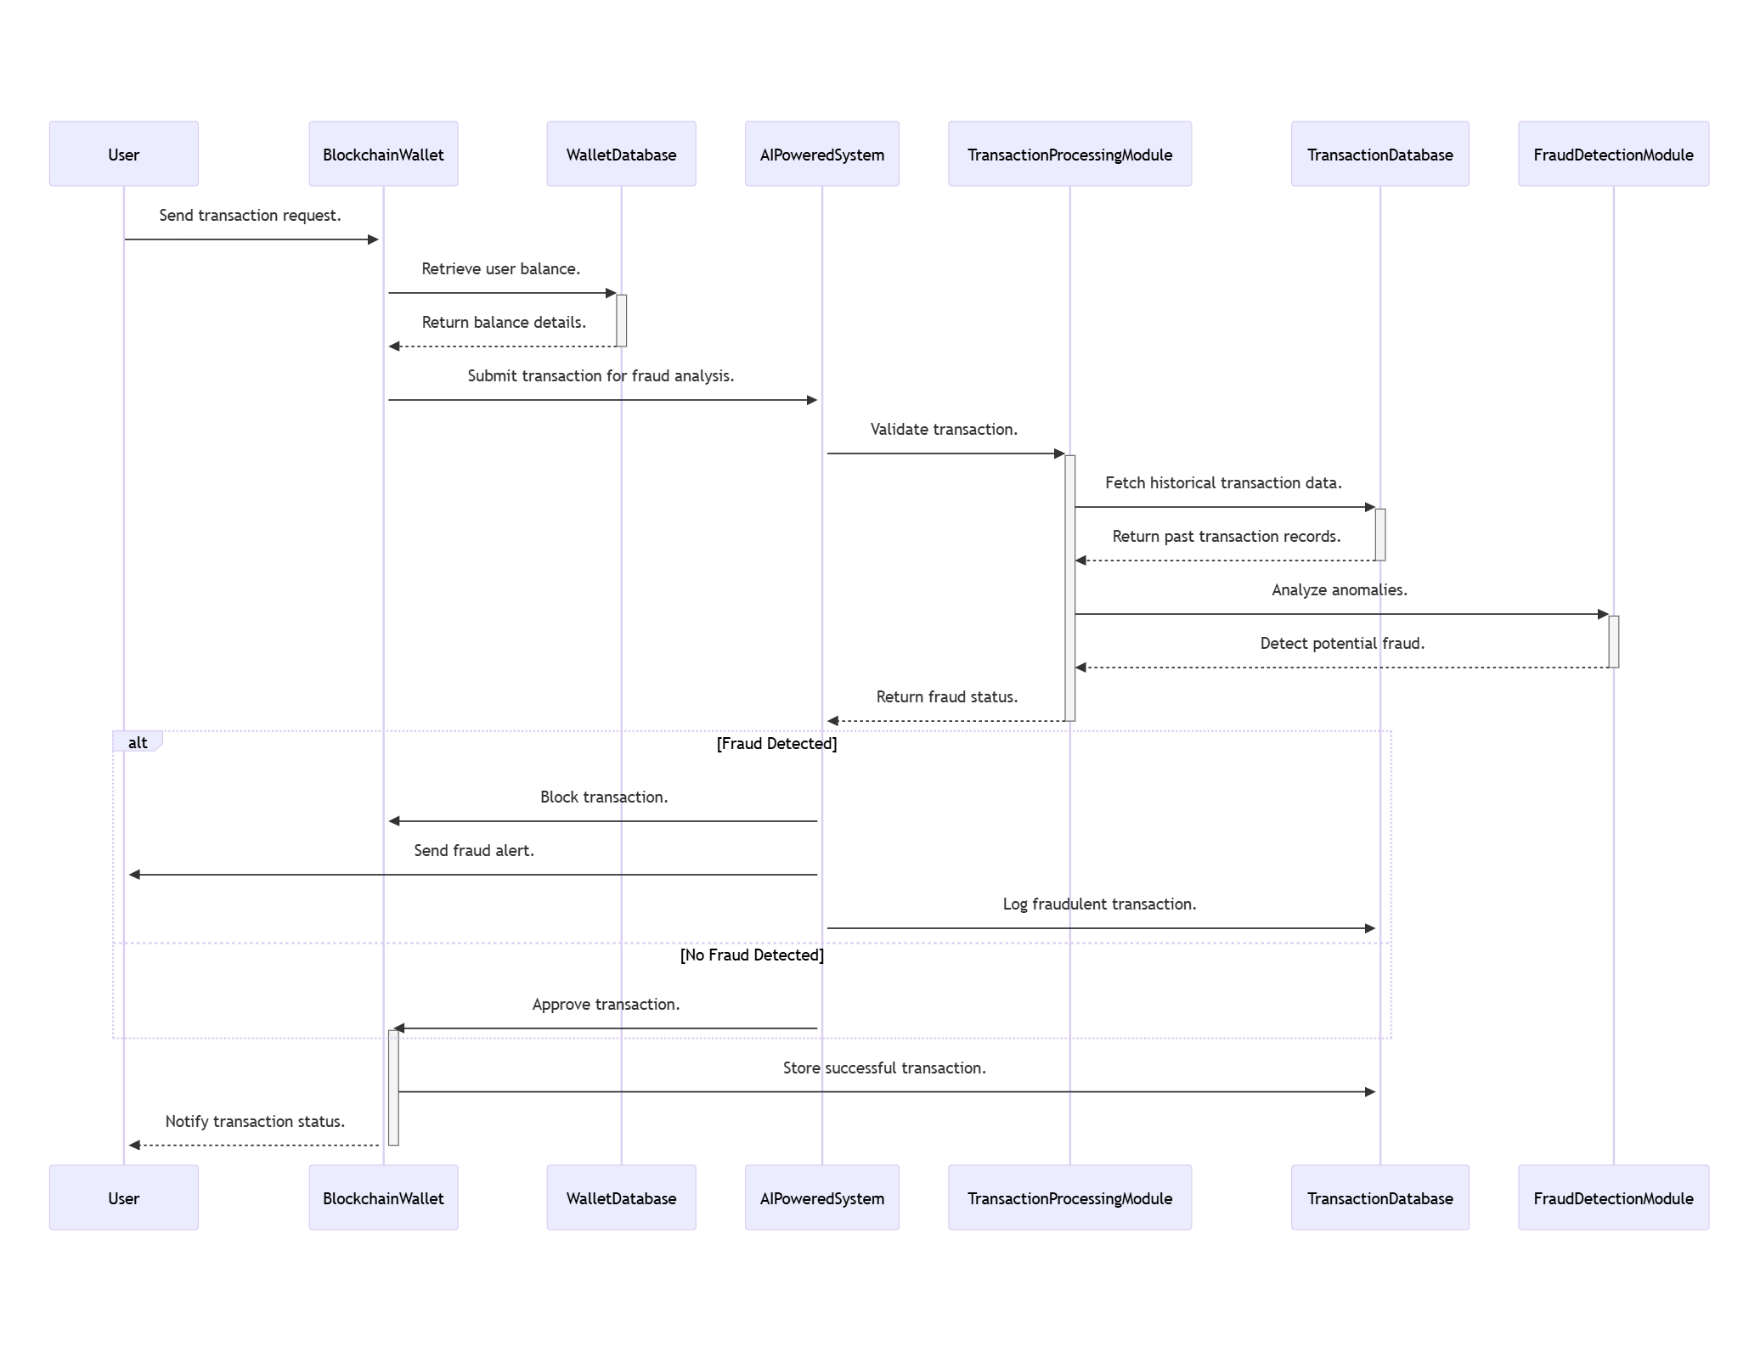 User
BlockchainWallet
WalletDatabase
AIPoweredSystem
TransactionProcessingModule
TransactionDatabase
FraudDetectionModule
Send transaction request.
Retrieve user balance.
Return balance details.
Submit transaction for fraud analysis.
Validate transaction.
Fetch historical transaction data.
Return past transaction records.
Analyze anomalies.
Detect potential fraud.
Return fraud status.
alt
[Fraud Detected]
Block transaction.
Send fraud alert.
Log fraudulent transaction.
[No Fraud Detected]
Approve transaction.
Store successful transaction.
Notify transaction status.
User
BlockchainWallet
WalletDatabase
AIPoweredSystem
TransactionProcessingModule
TransactionDatabase
FraudDetectionModule